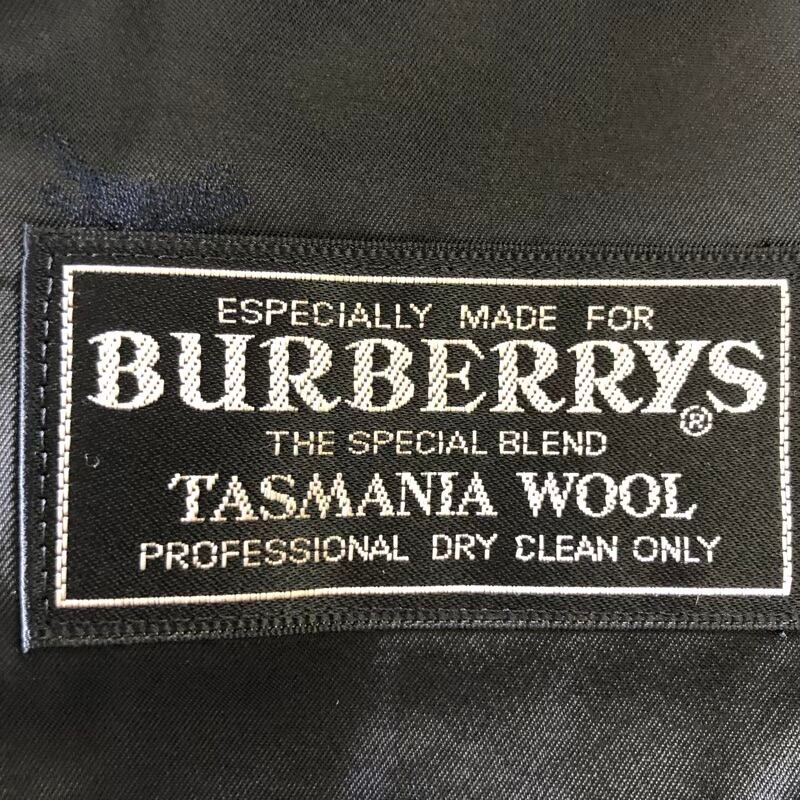 ESPECIALLY MADE FOR
BURBERRYS®
THE SPECIAL BLEND
TASMANIA WOOL
PROFESSIONAL DRY CLEAN ONLY